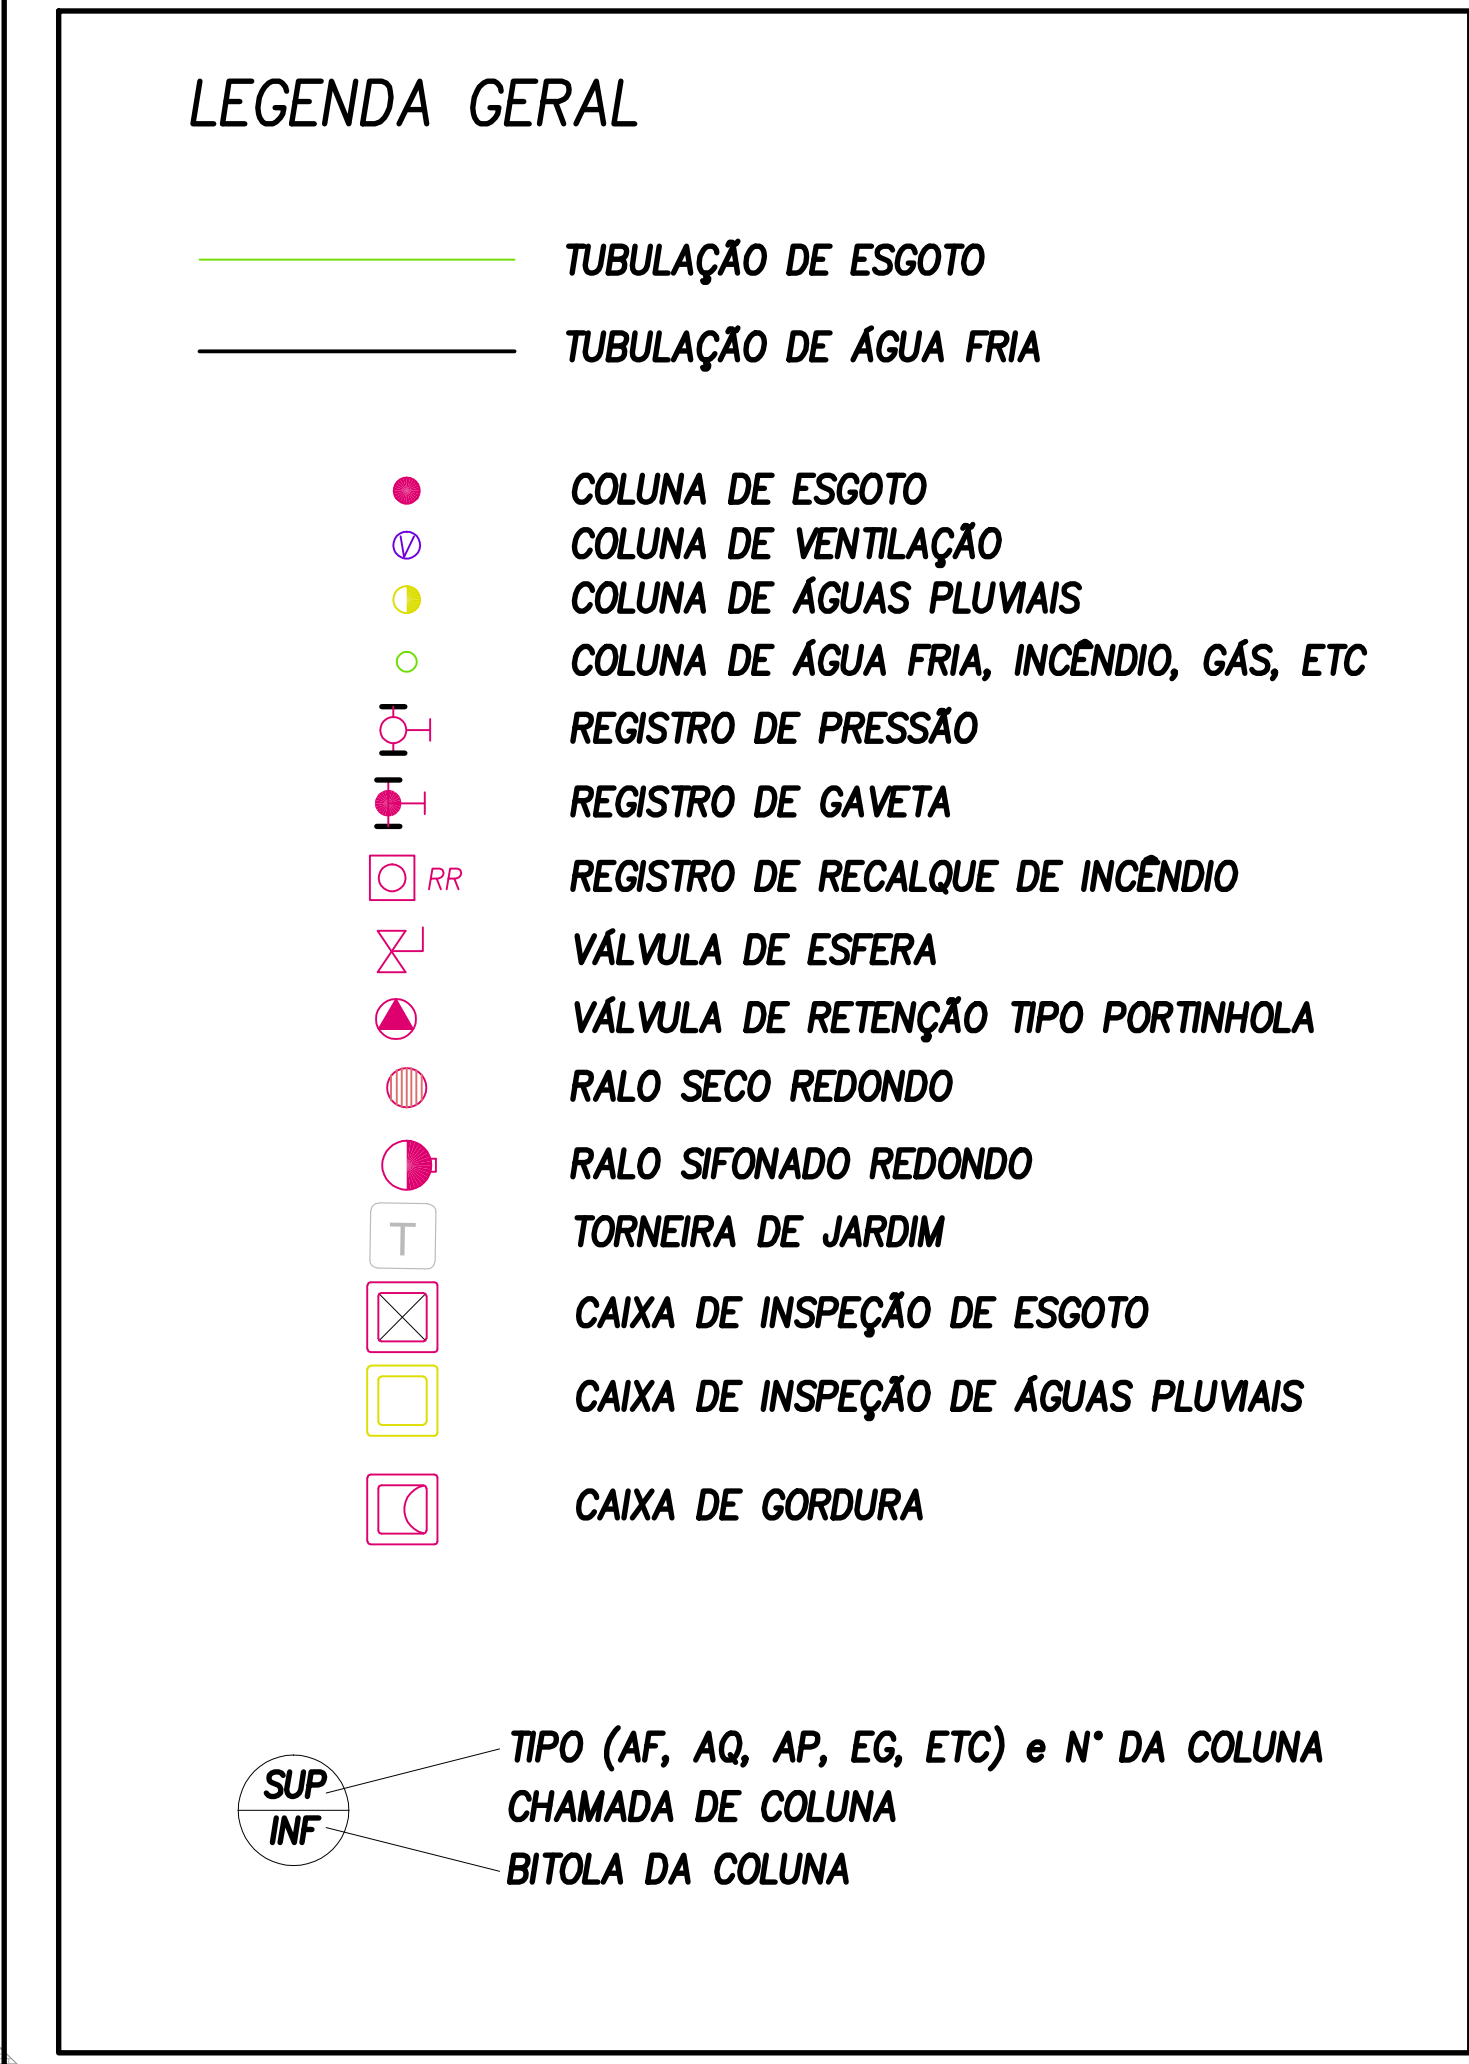 LEGENDA GERAL
TUBULAÇÃO DE ESGOTO
TUBULAÇÃO DE ÁGUA FRIA
COLUNA DE ESGOTO
V COLUNA DE VENTILAÇÃO
COLUNA DE ÁGUAS PLUVIAIS
COLUNA DE ÁGUA FRIA, INCÊNDIO, GÁS, ETC
REGISTRO DE PRESSÃO
REGISTRO DE GAVETA
RR REGISTRO DE RECALQUE DE INCÊNDIO
VÁLVULA DE ESFERA
VÁLVULA DE RETENÇÃO TIPO PORTINHOLA
RALO SECO REDONDO
RALO SIFONADO REDONDO
T TORNEIRA DE JARDIM
CAIXA DE INSPEÇÃO DE ESGOTO
CAIXA DE INSPEÇÃO DE ÁGUAS PLUVIAIS
CAIXA DE GORDURA
TIPO (AF, AQ, AP, EG, ETC) e N° DA COLUNA
SUP
CHAMADA DE COLUNA
INF
BITOLA DA COLUNA